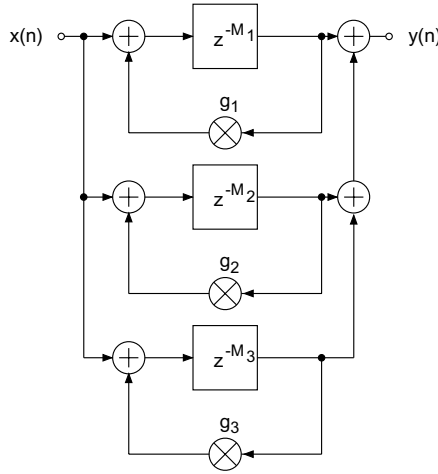 x(n) z^-M₁ y(n)
g₁
z^-M₂
g₂
z^-M₃
g₃